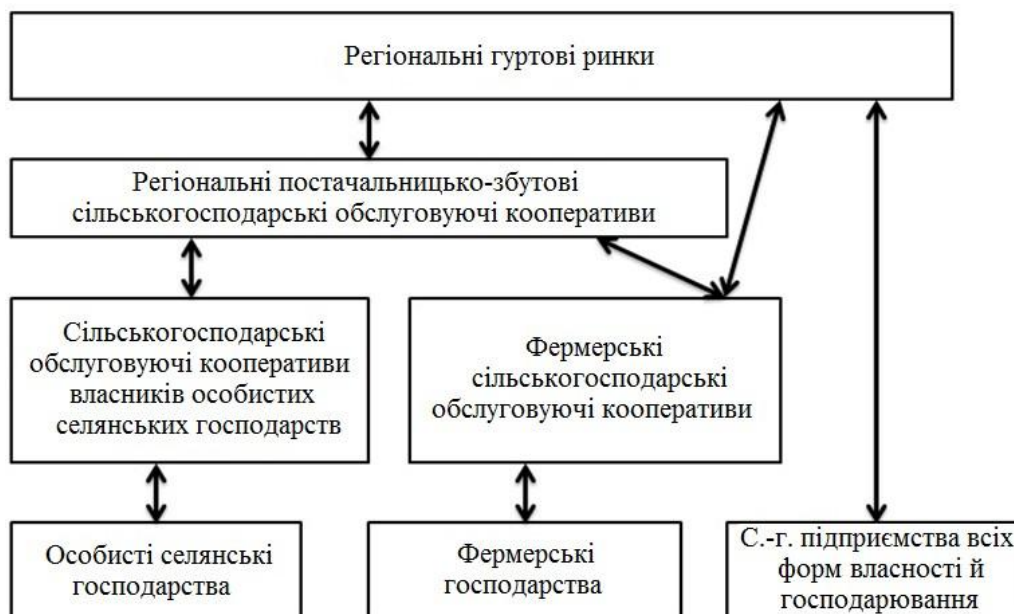 Регіональні гуртові ринки
Регіональні постачальницько-збутові
сільськогосподарські обслуговуючі кооперативи
Сільськогосподарські
обслуговуючі кооперативи
власників особистих
селянських господарств
Фермерські
сільськогосподарські
обслуговуючі кооперативи
Особисті селянські
господарства
Фермерські
господарства
С.-г. підприємства всіх
форм власності й
господарювання